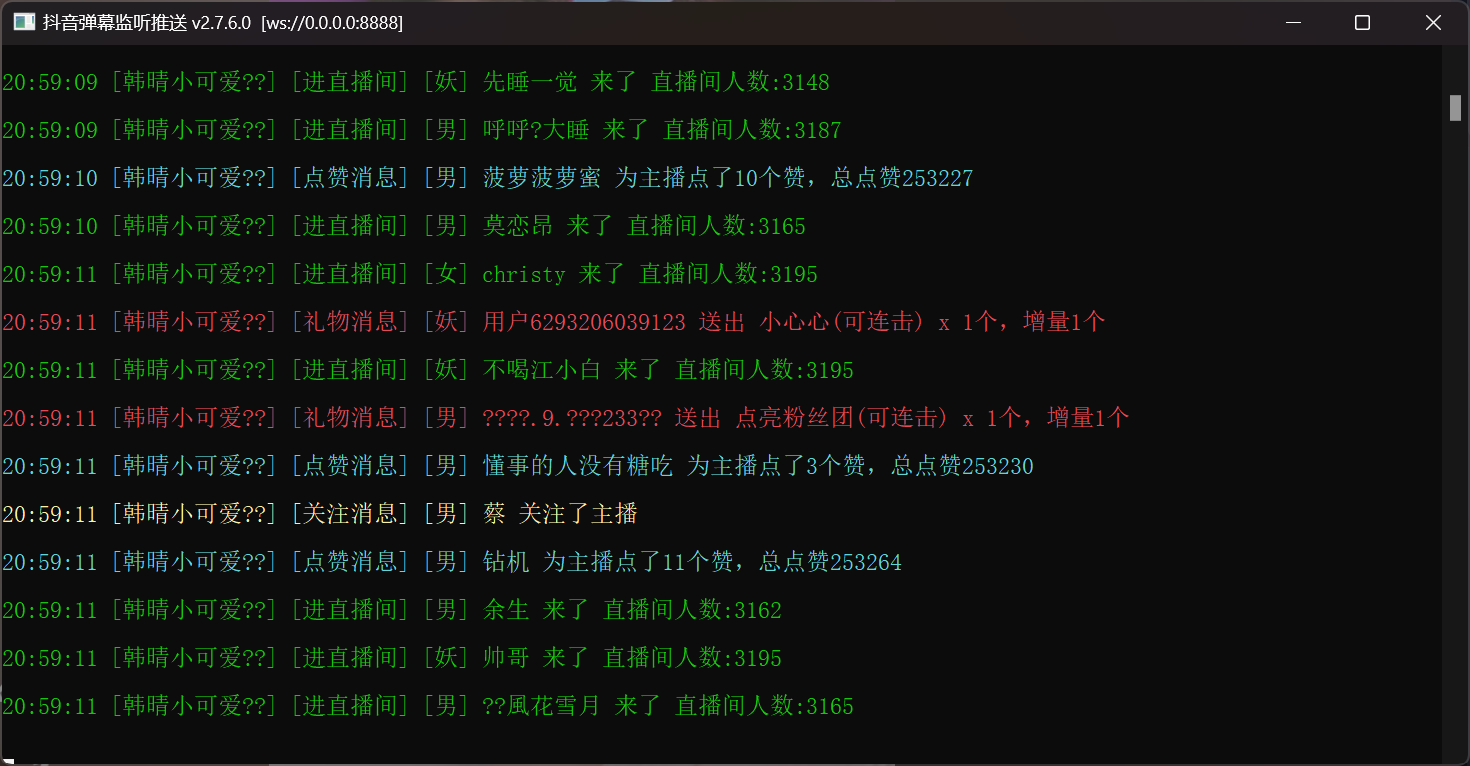 抖音弹幕监听推送 v2.7.6.0 [ws://0.0.0.0:8888]
20:59:09 [韩晴小可爱??] [进直播间] [妖] 先睡一觉 来了 直播间人数:3148
20:59:09 [韩晴小可爱??] [进直播间] [男] 呼呼?大睡 来了 直播间人数:3187
20:59:10 [韩晴小可爱??] [点赞消息] [男] 菠萝菠萝蜜 为主播点了10个赞，总点赞253227
20:59:10 [韩晴小可爱??] [进直播间] [男] 莫恋昂 来了 直播间人数:3165
20:59:11 [韩晴小可爱??] [进直播间] [女] christy 来了 直播间人数:3195
20:59:11 [韩晴小可爱??] [礼物消息] [妖] 用户6293206039123 送出 小心心(可连击) x 1个，增量1个
20:59:11 [韩晴小可爱??] [进直播间] [妖] 不喝江小白 来了 直播间人数:3195
20:59:11 [韩晴小可爱??] [礼物消息] [男] ????.9.???233?? 送出 点亮粉丝团(可连击) x 1个，增量1个
20:59:11 [韩晴小可爱??] [点赞消息] [男] 懂事的人没有糖吃 为主播点了3个赞，总点赞253230
20:59:11 [韩晴小可爱??] [关注消息] [男] 蔡 关注了主播
20:59:11 [韩晴小可爱??] [点赞消息] [男] 钻机 为主播点了11个赞，总点赞253264
20:59:11 [韩晴小可爱??] [进直播间] [男] 余生 来了 直播间人数:3162
20:59:11 [韩晴小可爱??] [进直播间] [妖] 帅哥 来了 直播间人数:3195
20:59:11 [韩晴小可爱??] [进直播间] [男] ??風花雪月 来了 直播间人数:3165